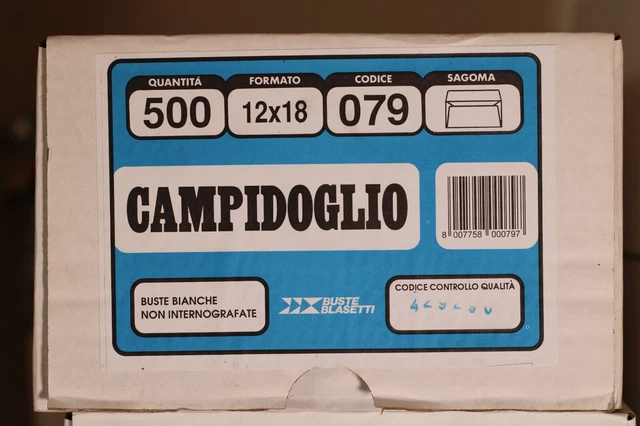 QUANTITÁ FORMATO CODICE SAGOMA
500 12x18 079
CAMPIDOGLIO
8 007758 000797
BUSTE BIANCHE
NON INTERNOGRAFATE
BUSTE
BLASETTI
CODICE CONTROLLO QUALITÀ